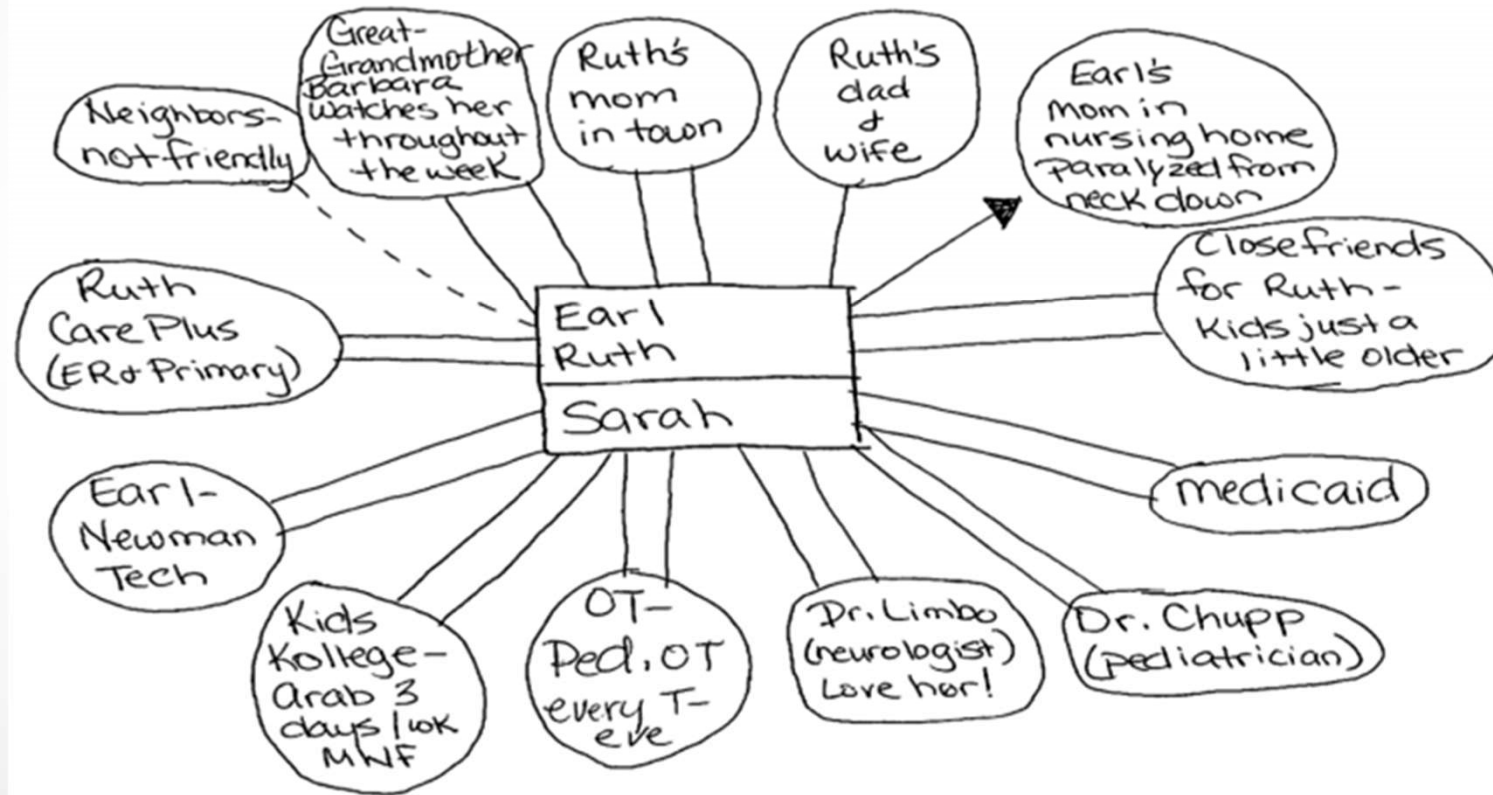 Neighbors-
not friendly
Great-
Grandmother
Barbara
watches her
throughout
the week
Ruth's
mom
in town
Ruth's
dad
&
wife
Earl's
mom in
nursing home
paralyzed from
neck down
Ruth
Care Plus
(ER & Primary)
Earl
Ruth
Sarah
Close friends
for Ruth-
Kids just a
little older
Earl-
Newman
Tech
medicaid
Kids
Kollege-
Arab 3
days/wk
MWF
OT-
Ped. OT
every T-
eve
Dr. Limbo
(neurologist)
Love her!
Dr. Chupp
(pediatrician)